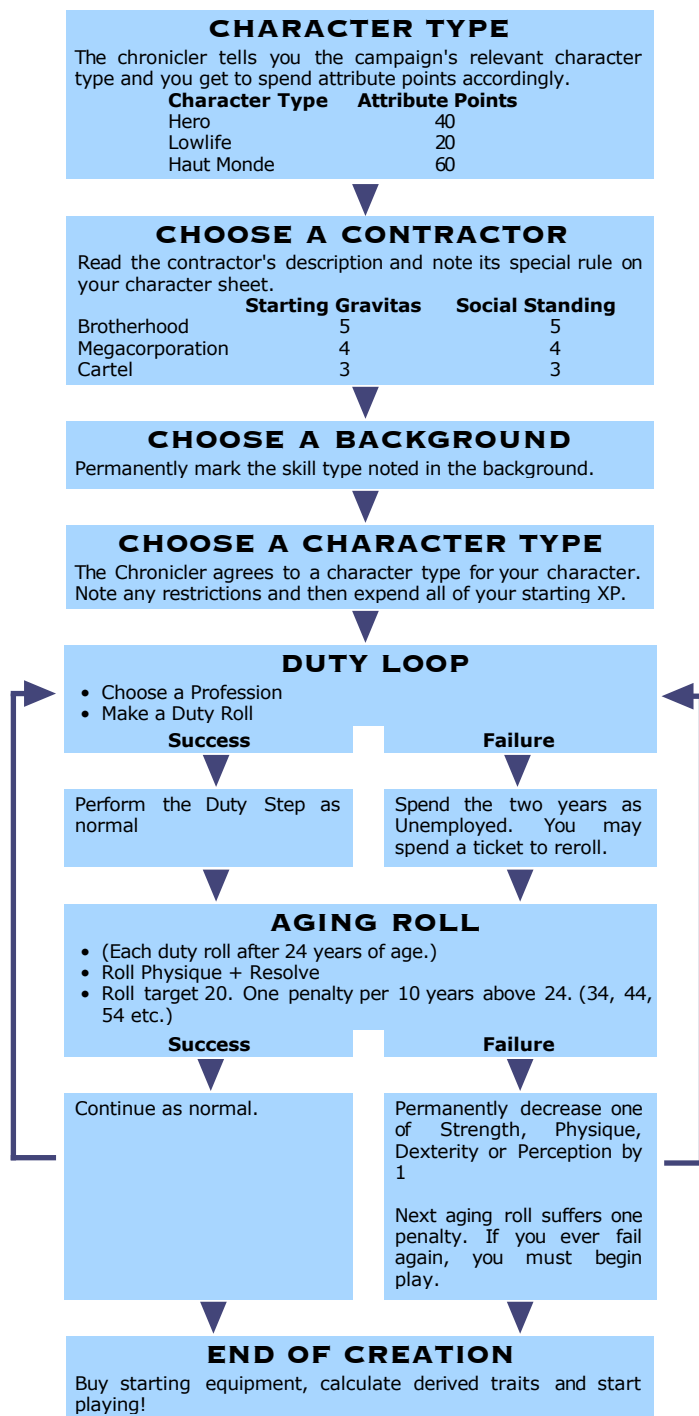 CHARACTER TYPE
The chronicler tells you the campaign's relevant character
type and you get to spend attribute points accordingly.
Character Type Attribute Points
Hero 40
Lowlife 20
Haut Monde 60
CHOOSE A CONTRACTOR
Read the contractor's description and note its special rule on
your character sheet.
Starting Gravitas Social Standing
Brotherhood 5 5
Megacorporation 4 4
Cartel 3 3
CHOOSE A BACKGROUND
Permanently mark the skill type noted in the background.
CHOOSE A CHARACTER TYPE
The Chronicler agrees to a character type for your character.
Note any restrictions and then expend all of your starting XP.
DUTY LOOP
• Choose a Profession
• Make a Duty Roll
Success
Perform the Duty Step as
normal
Failure
Spend the two years as
Unemployed. You may
spend a ticket to reroll.
AGING ROLL
• (Each duty roll after 24 years of age.)
• Roll Physique + Resolve
• Roll target 20. One penalty per 10 years above 24. (34, 44,
54 etc.)
Success
Continue as normal.
Failure
Permanently decrease one
of Strength, Physique,
Dexterity or Perception by
1
Next aging roll suffers one
penalty. If you ever fail
again, you must begin
play.
END OF CREATION
Buy starting equipment, calculate derived traits and start
playing!